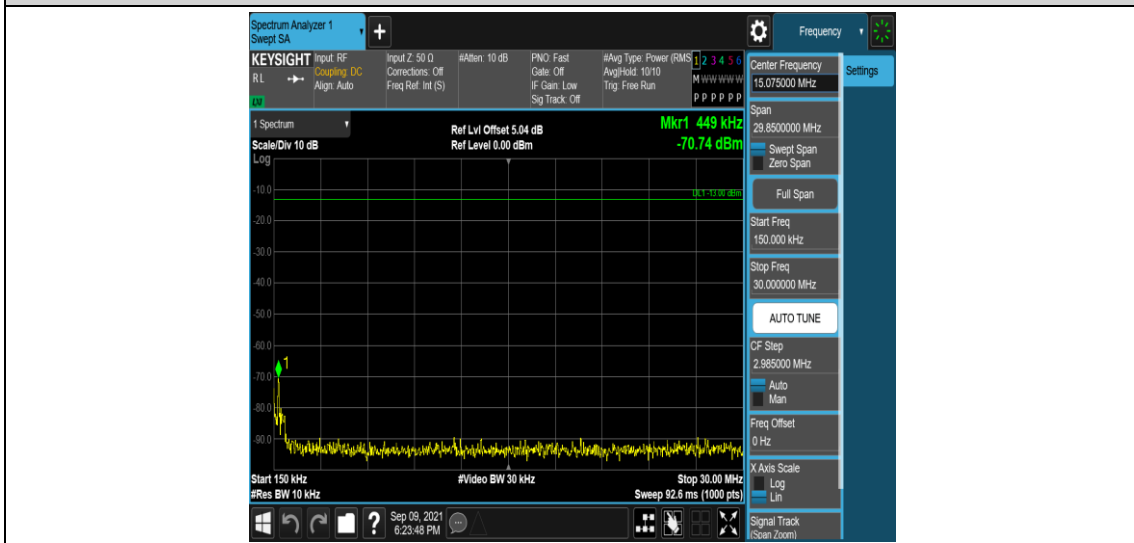 Spectrum Analyzer 1
Swept SA
+
Frequency
KEYSIGHT
RL
Input: RF
Coupling: DC
Align: Auto
Input Z: 50 Ω
Corrections: Off
Freq Ref: Int (S)
#Atten: 10 dB
PNO: Fast
Gate: Off
IF Gain: Low
Sig Track: Off
#Avg Type: Power (RMS
Avg|Hold: 10/10
Trig: Free Run
1 2 3 4 5 6
M W W W W W
P P P P P P
1 Spectrum
Scale/Div 10 dB
Log
Ref Lvl Offset 5.04 dB
Ref Level 0.00 dBm
Mkr1 449 kHz
-70.74 dBm
DL1 -13.00 dBm
-10.0
-20.0
-30.0
-40.0
-50.0
-60.0
-70.0
-80.0
-90.0
1
Start 150 kHz
#Res BW 10 kHz
#Video BW 30 kHz
Stop 30.00 MHz
Sweep 92.6 ms (1000 pts)
Center Frequency
15.075000 MHz
Settings
Span
29.8500000 MHz
Swept Span
Zero Span
Full Span
Start Freq
150.000 kHz
Stop Freq
30.000000 MHz
AUTO TUNE
CF Step
2.985000 MHz
Auto
Man
Freq Offset
0 Hz
X Axis Scale
Log
Lin
Signal Track
(Span Zoom)
?
Sep 09, 2021
6:23:48 PM